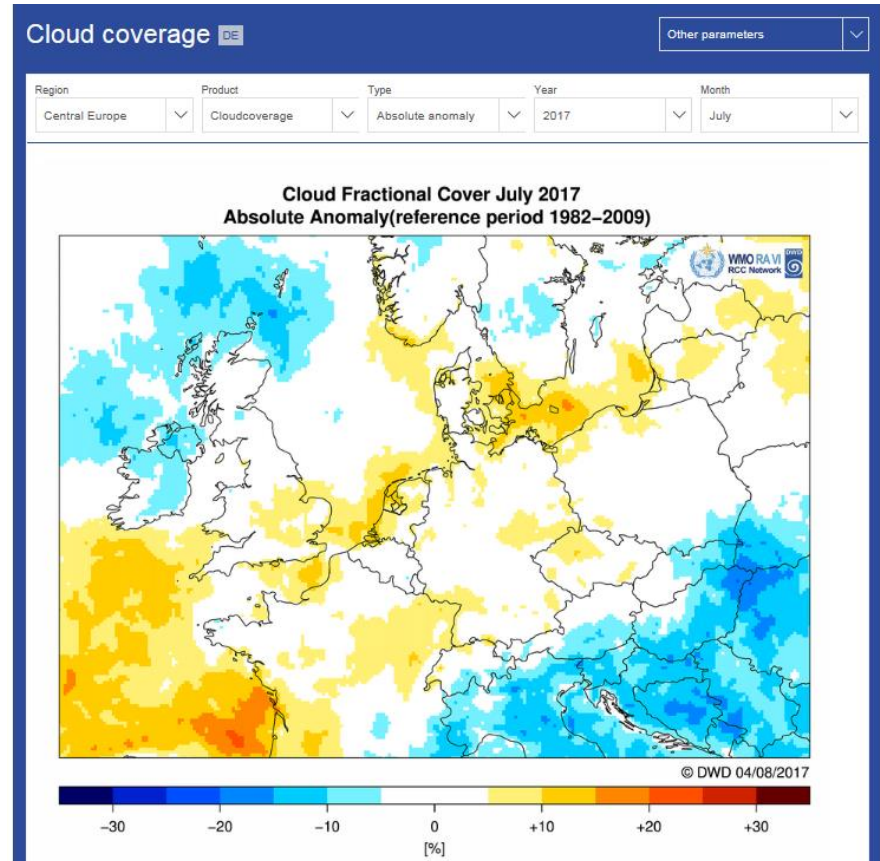 Cloud coverage DE
Other parameters
Region Product Type Year Month
Central Europe Cloudcoverage Absolute anomaly 2017 July
Cloud Fractional Cover July 2017
Absolute Anomaly(reference period 1982−2009)
WMO RA VI
RCC Network
DWD
© DWD 04/08/2017
−30 −20 −10 0 +10 +20 +30
[%]